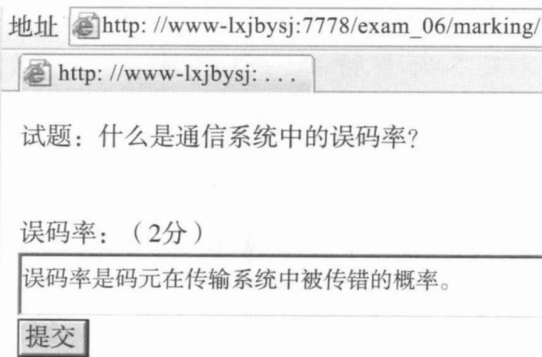 地址 http: //www-lxjbysj:7778/exam_06/marking/
http: //www-lxjbysj: . . .
试题：什么是通信系统中的误码率？
误码率：（2分）
误码率是码元在传输系统中被传错的概率。
提交